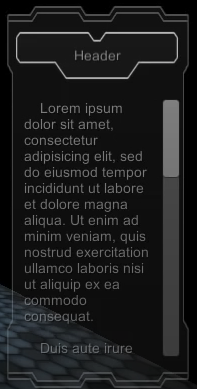 Header
Lorem ipsum
dolor sit amet,
consectetur
adipisicing elit, sed
do eiusmod tempor
incididunt ut labore
et dolore magna
aliqua. Ut enim ad
minim veniam, quis
nostrud exercitation
ullamco laboris nisi
ut aliquip ex ea
commodo
consequat.
Duis aute irure